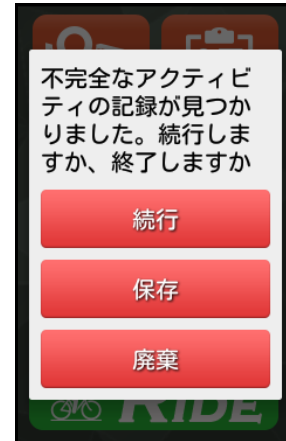 不完全なアクティビ
ティの記録が見つか
りました。続行しま
すか、終了しますか
続行
保存
廃棄
RIDE